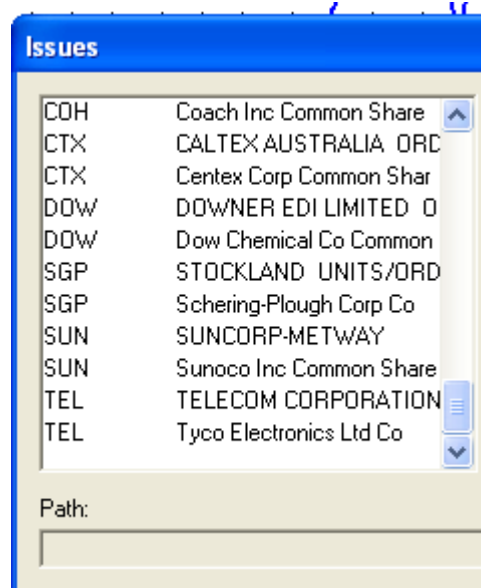 Issues
COH Coach Inc Common Share
CTX CALTEX AUSTRALIA ORD
CTX Centex Corp Common Shar
DOW DOWNER EDI LIMITED O
DOW Dow Chemical Co Common
SGP STOCKLAND UNITS/ORD
SGP Schering-Plough Corp Co
SUN SUNCORP-METWAY
SUN Sunoco Inc Common Share
TEL TELECOM CORPORATION
TEL Tyco Electronics Ltd Co
Path: